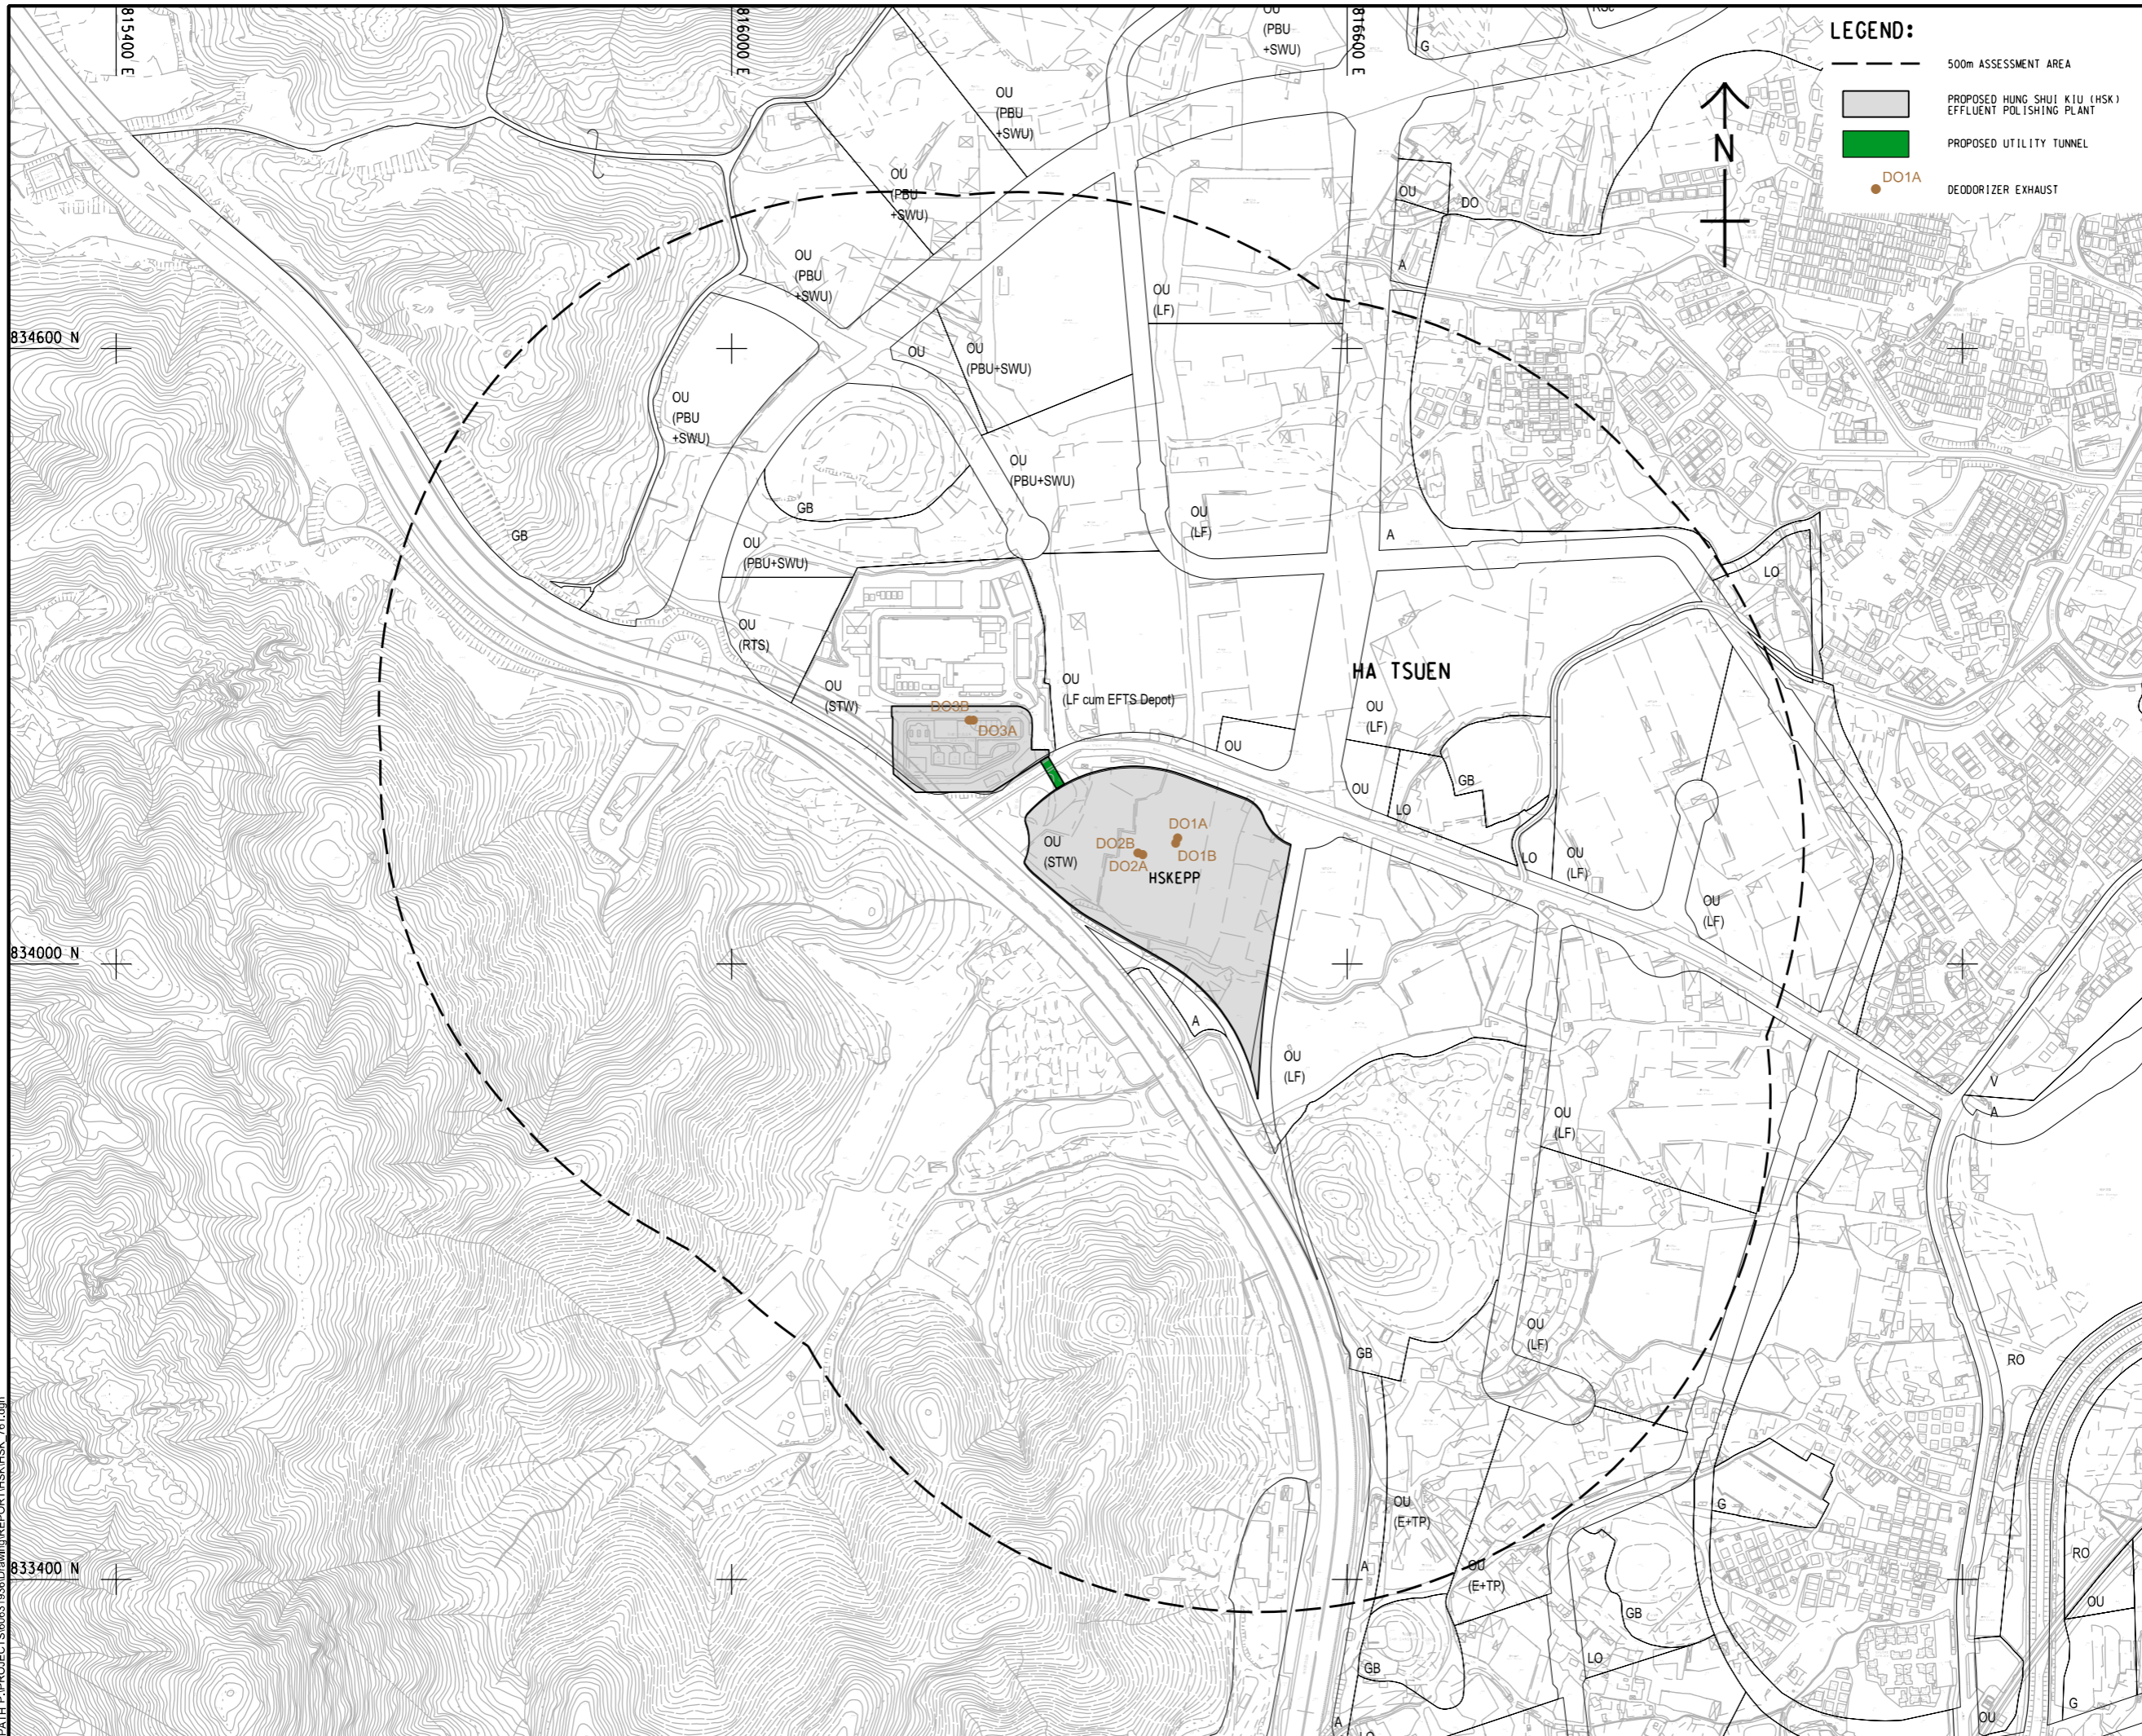 815400 E
816000 E
816600 E
OU
(PBU
+SWU)
G
LEGEND:
500m ASSESSMENT AREA
PROPOSED HUNG SHUI KIU (HSK)
EFFLUENT POLISHING PLANT
PROPOSED UTILITY TUNNEL
DO1A
DEODORIZER EXHAUST
N
OU
(PBU
+SWU)
OU
(PBU
+SWU)
OU
DO
OU
(PBU
+SWU)
A
OU
(LF)
834600 N
OU
OU
(PBU+SWU)
OU
(PBU
+SWU)
OU
(PBU+SWU)
GB
GB
OU
(LF)
A
OU
(PBU+SWU)
LO
OU
(RTS)
HA TSUEN
OU
(STW)
OU
(LF cum EFTS Depot)
OU
(LF)
DO3B
DO3A
OU
GB
OU
LO
DO1A
DO2B
DO1B
DO2A
OU
(STW)
HSKEPP
LO
OU
(LF)
OU
(LF)
834000 N
A
OU
(LF)
V
A
OU
(LF)
OU
(LF)
GB
RO
OU
(E+TP)
G
833400 N
A
OU
(E+TP)
RO
GB
OU
LO
GB
G
A
OU
LO